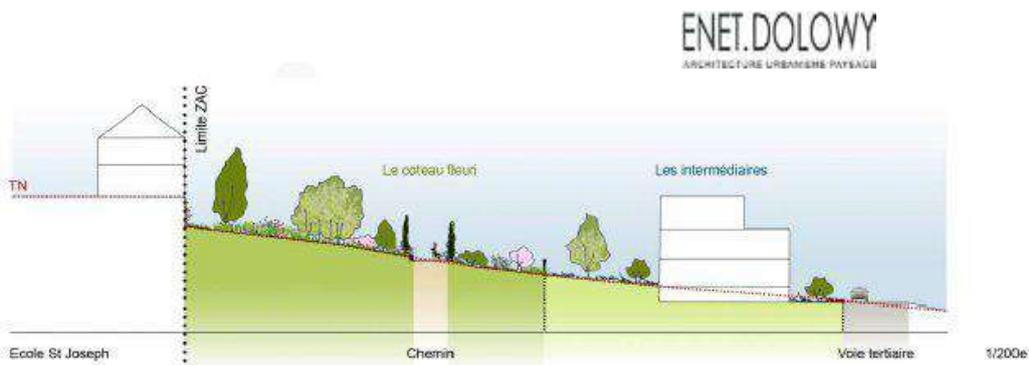 ENET.DOLOWY
ARCHITECTURE URBANISME PAYSAGE
Limite ZAC
Le coteau fleuri
Les intermédiaires
TN
Ecole St Joseph
Chemin
Voie tertiaire
1/200e